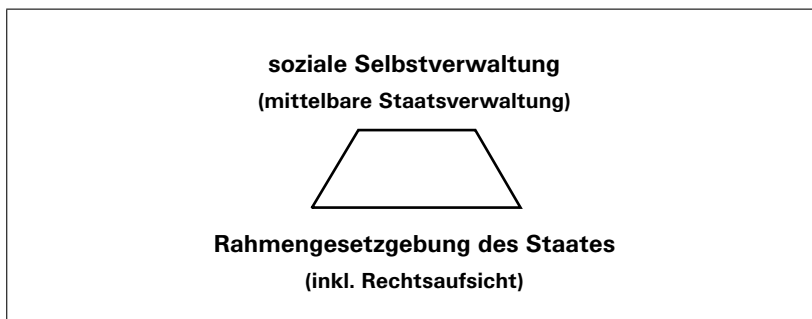 soziale Selbstverwaltung
(mittelbare Staatsverwaltung)
Rahmengesetzgebung des Staates
(inkl. Rechtsaufsicht)